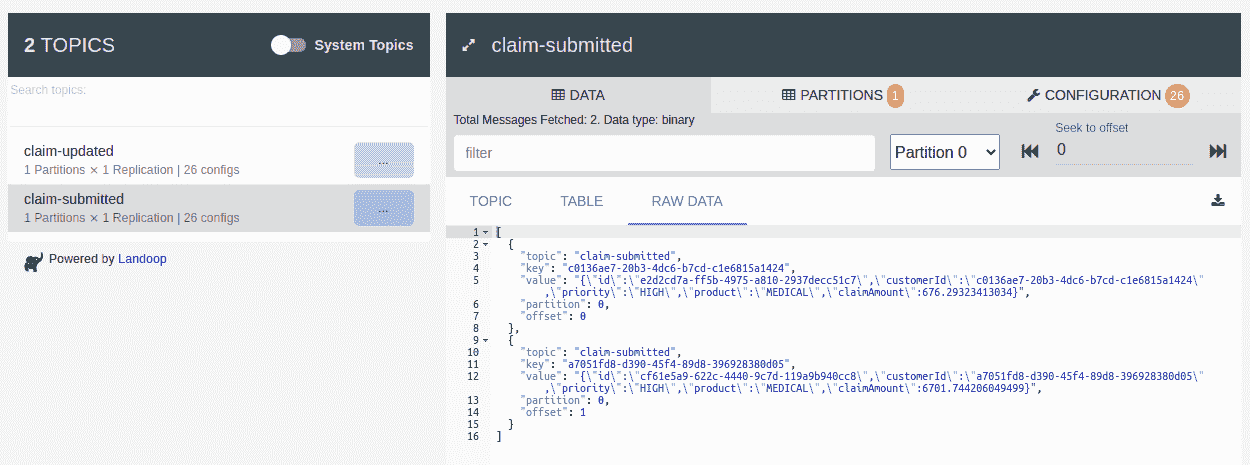 2 TOPICS
System Topics
Search topics:
claim-updated
1 Partitions × 1 Replication | 26 configs
...
claim-submitted
1 Partitions × 1 Replication | 26 configs
...
Powered by Landoop
claim-submitted
DATA
PARTITIONS 1
CONFIGURATION 26
Total Messages Fetched: 2. Data type: binary
filter
Partition 0
Seek to offset
0
TOPIC
TABLE
RAW DATA
1 [
2 {
3 "topic": "claim-submitted",
4 "key": "c0136ae7-20b3-4dc6-b7cd-c1e6815a1424",
5 "value": "{\"id\":\"e2d2cd7a-ff5b-4975-a810-2937decc51c7\",\"customerId\":\"c0136ae7-20b3-4dc6-b7cd-c1e6815a1424\"
,\"priority\":\"HIGH\",\"product\":\"MEDICAL\",\"claimAmount\":676.29323413034}",
6 "partition": 0,
7 "offset": 0
8 },
9 {
10 "topic": "claim-submitted",
11 "key": "a7051fd8-d390-45f4-89d8-396928380d05",
12 "value": "{\"id\":\"cf61e5a9-622c-4440-9c7d-119a9b940cc8\",\"customerId\":\"a7051fd8-d390-45f4-89d8-396928380d05\"
,\"priority\":\"HIGH\",\"product\":\"MEDICAL\",\"claimAmount\":6701.744206049499}",
13 "partition": 0,
14 "offset": 1
15 }
16 ]